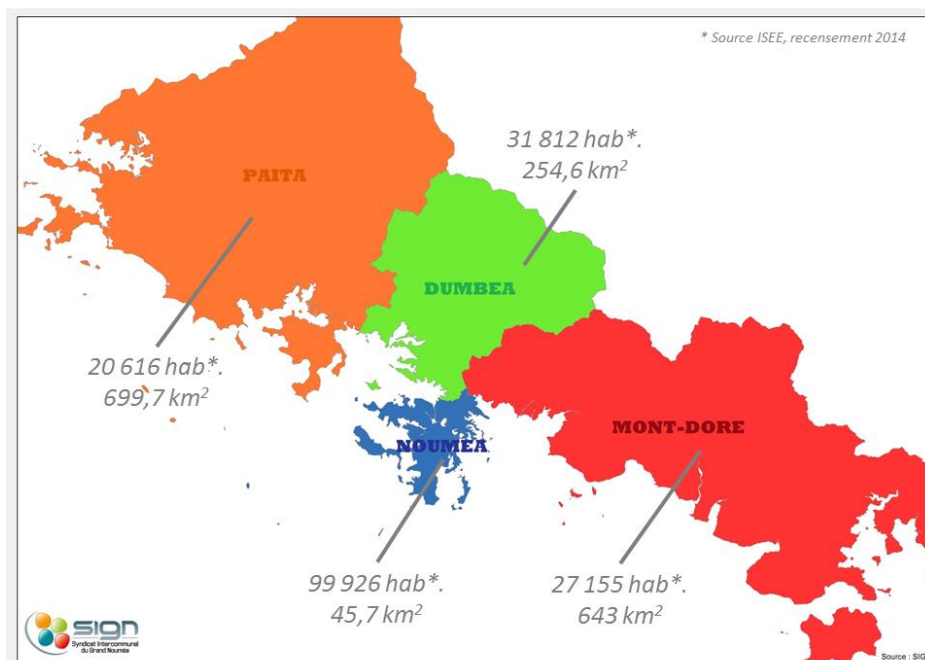 * Source ISEE, recensement 2014
31 812 hab*.
254,6 km²
PAITA
DUMBEA
20 616 hab*.
699,7 km²
MONT-DORE
NOUMEA
99 926 hab*.
45,7 km²
27 155 hab*.
643 km²
sign
Syndicat Intercommunal
du Grand Nouméa
Source : SIG